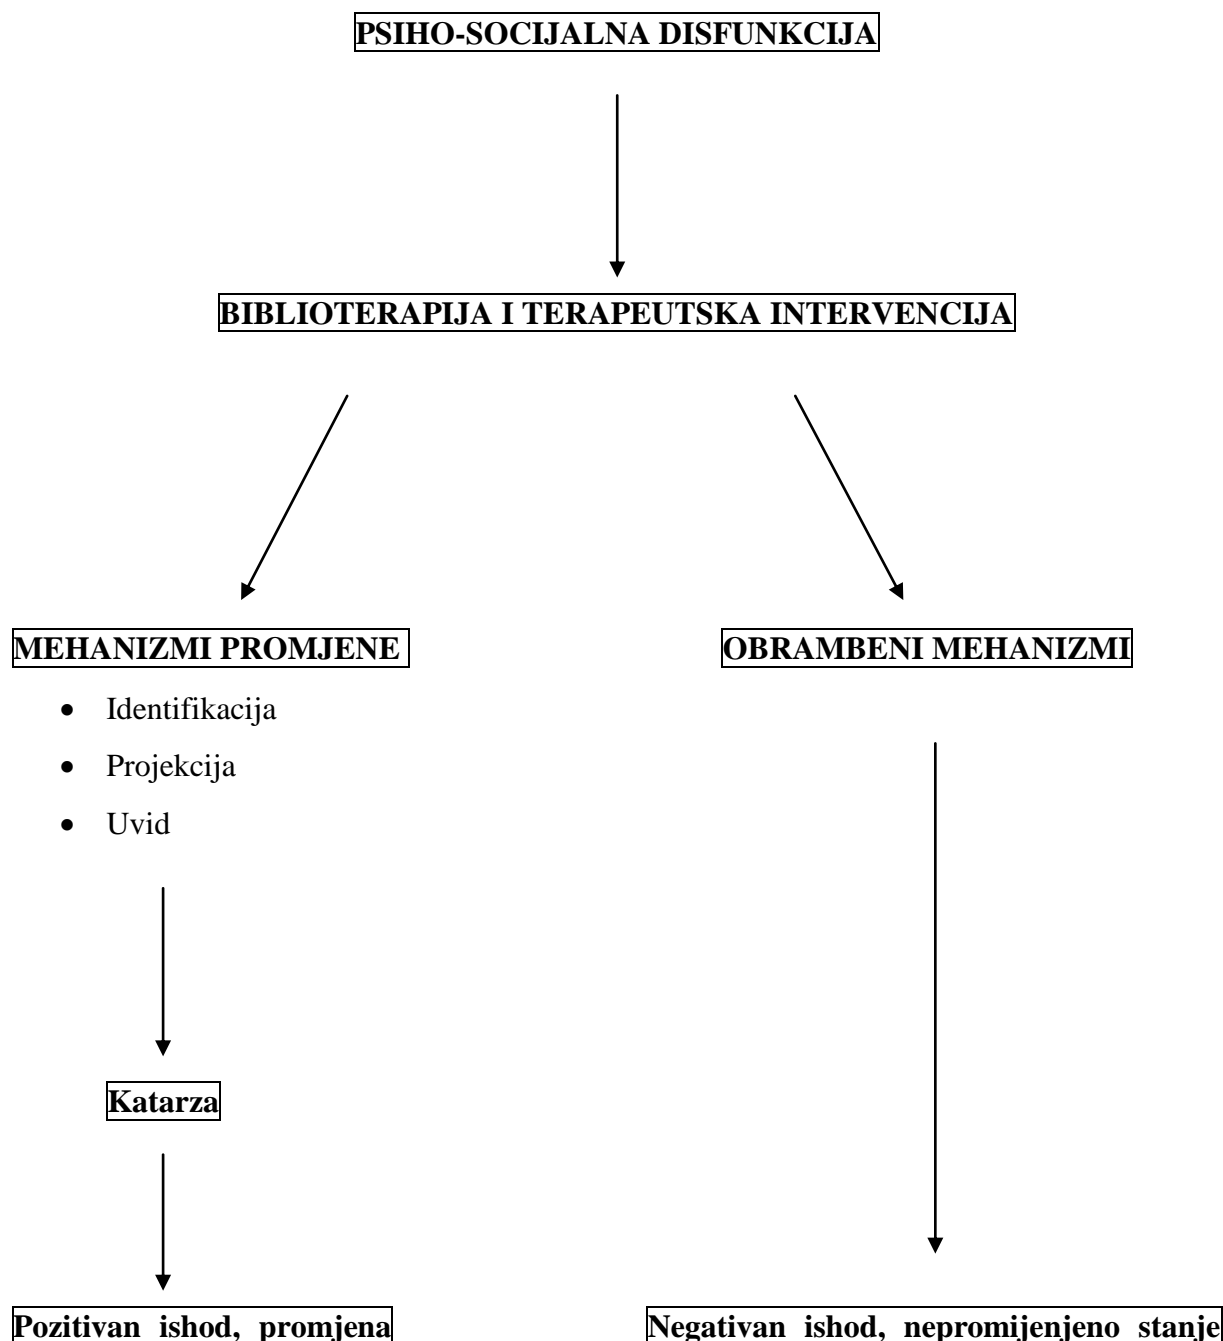 PSIHO-SOCIJALNA DISFUNKCIJA
BIBLIOTERAPIJA I TERAPEUTSKA INTERVENCIJA
MEHANIZMI PROMJENE
• Identifikacija
• Projekcija
• Uvid
OBRAMBENI MEHANIZMI
Katarza
Pozitivan ishod, promjena
Negativan ishod, nepromijenjeno stanje